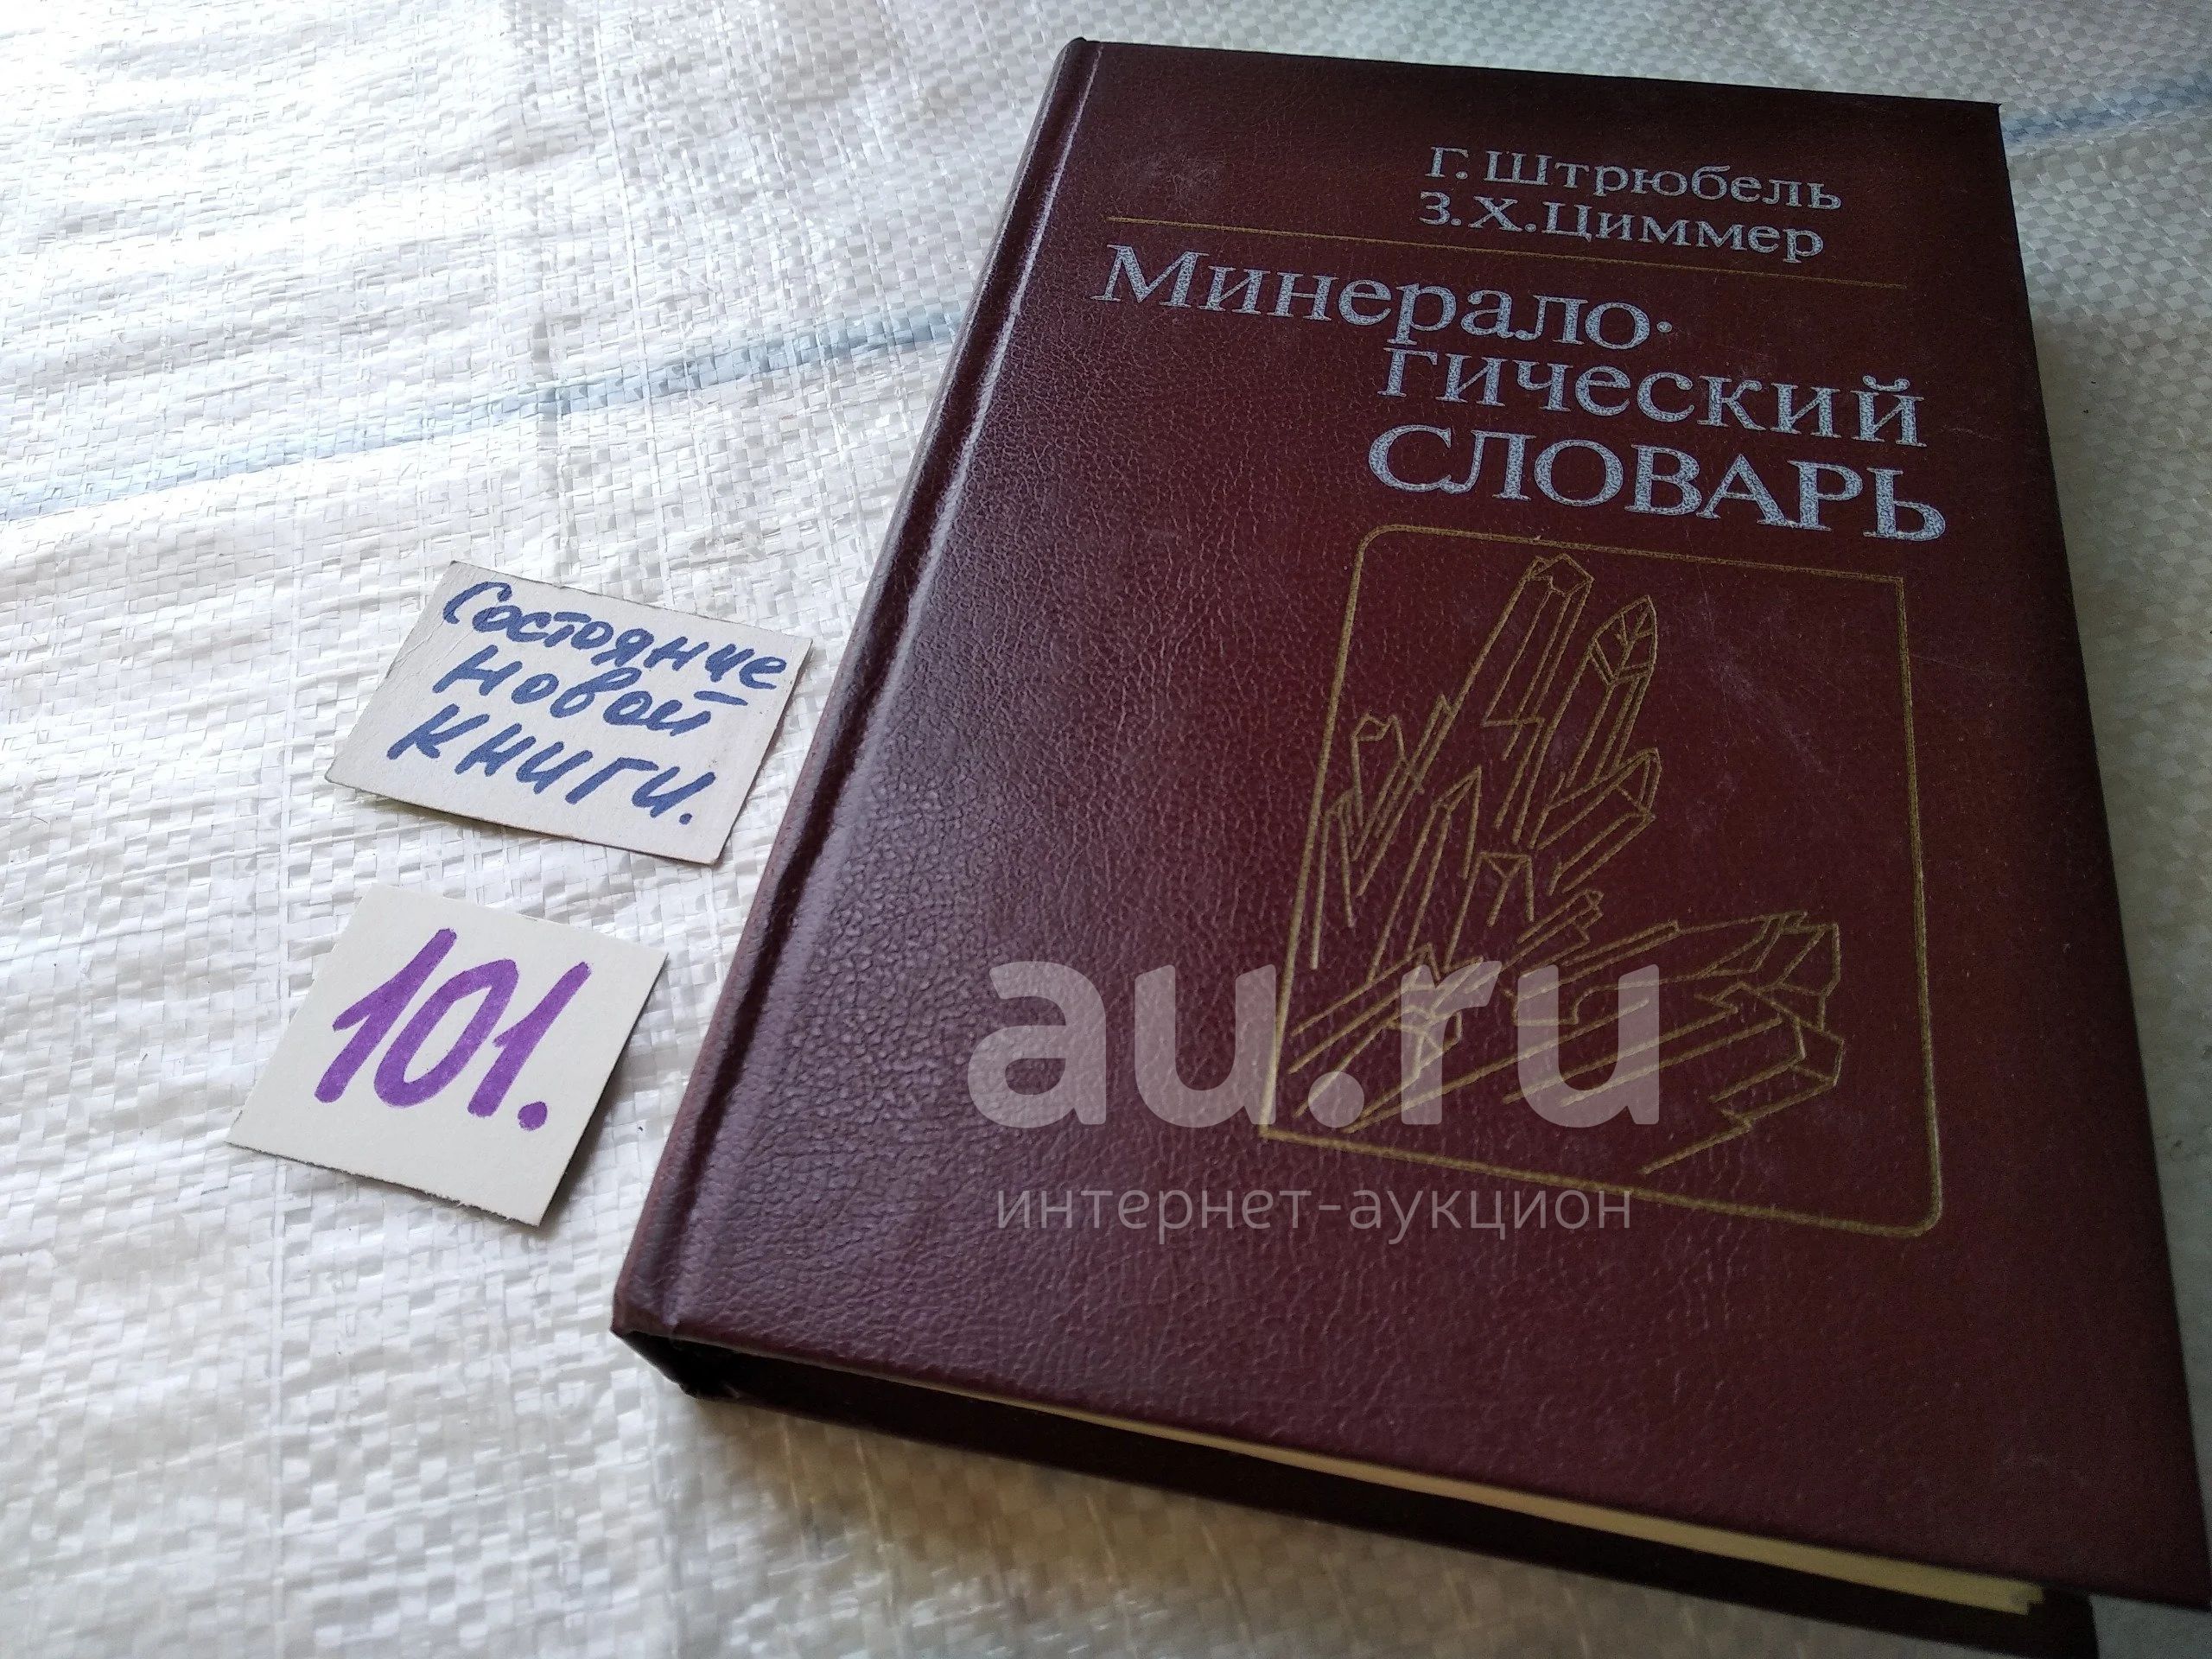 Г. Штрюбель
З.Х.Циммер
Минерало-
гический
СЛОВАРЬ
Состояние
новой
книги.
101.
au.ru
интернет-аукцион